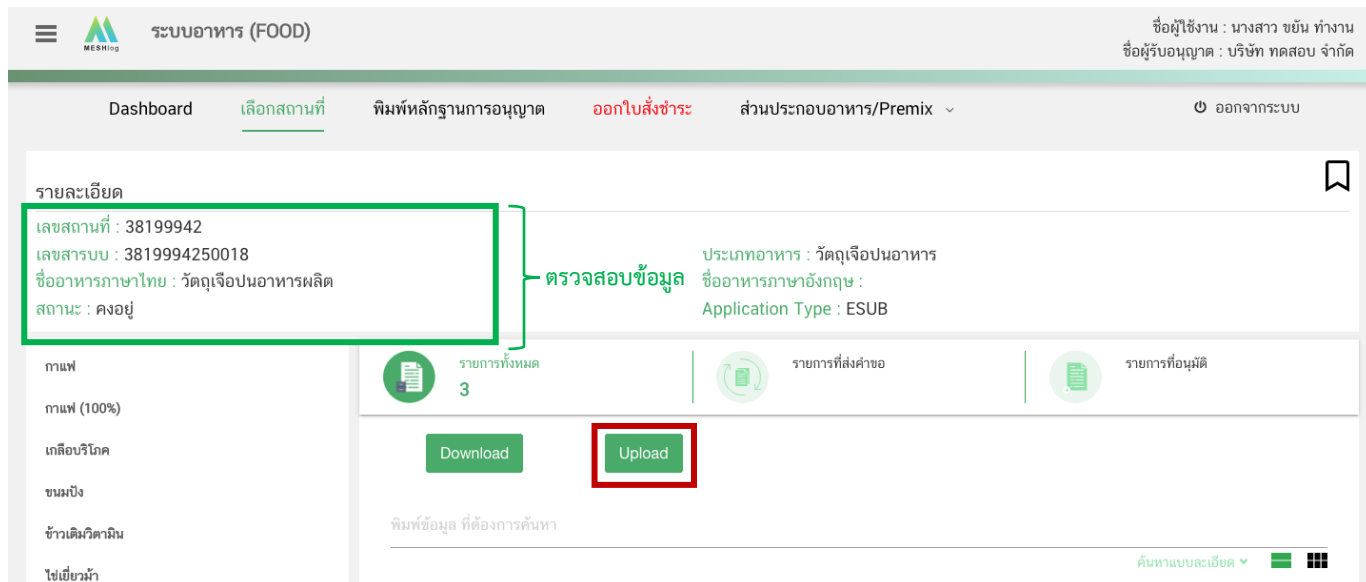 MESHlog
ระบบอาหาร (FOOD)
ชื่อผู้ใช้งาน : นางสาว ขยัน ทำงาน
ชื่อผู้รับอนุญาต : บริษัท ทดสอบ จำกัด
Dashboard เลือกสถานที่ พิมพ์หลักฐานการอนุญาต ออกใบสั่งชำระ ส่วนประกอบอาหาร/Premix ออกจากระบบ
รายละเอียด
เลขสถานที่ : 38199942
เลขสารบบ : 3819994250018 ประเภทอาหาร : วัตถุเจือปนอาหาร
ชื่ออาหารภาษาไทย : วัตถุเจือปนอาหารผลิต ตรวจสอบข้อมูล ชื่ออาหารภาษาอังกฤษ :
สถานะ : คงอยู่ Application Type : ESUB
กาแฟ
กาแฟ (100%)
เกลือบริโภค
ขนมปัง
ข้าวเติมวิตามิน
ไข่เยี่ยวม้า
รายการทั้งหมด
3
รายการที่ส่งคำขอ
รายการที่อนุมัติ
Download Upload
พิมพ์ข้อมูล ที่ต้องการค้นหา
ค้นหาแบบละเอียด